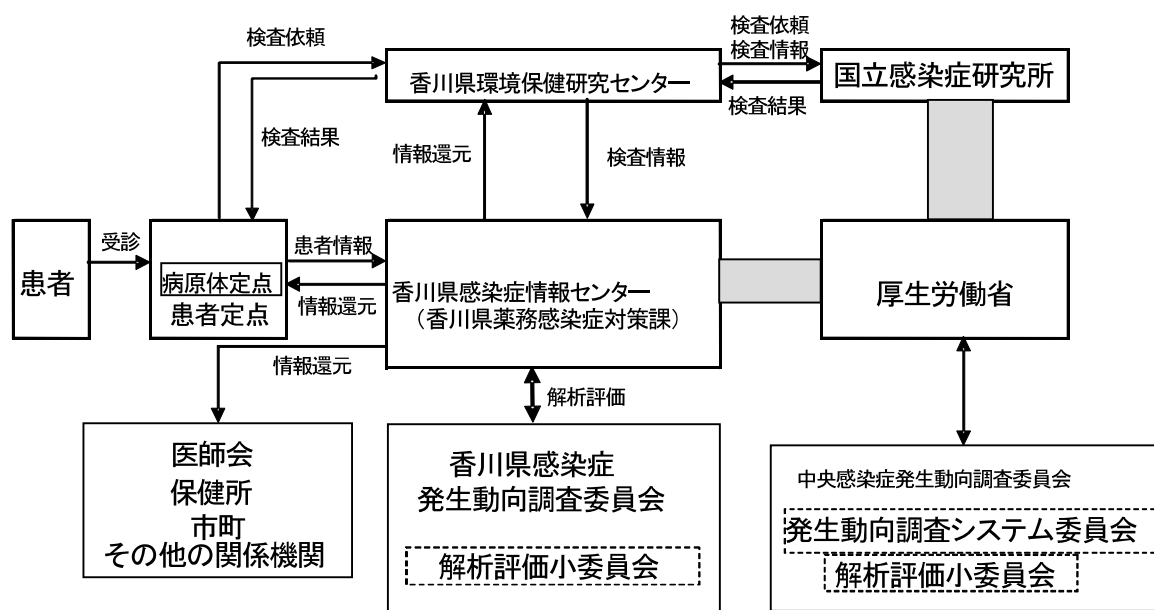 検査依頼
検査依頼
検査情報
香川県環境保健研究センター
国立感染症研究所
検査結果
検査結果
情報還元
検査情報
患者
受診
病原体定点
患者定点
患者情報
情報還元
香川県感染症情報センター
（香川県薬務感染症対策課）
厚生労働省
情報還元
解析評価
医師会
保健所
市町
その他の関係機関
香川県感染症
発生動向調査委員会
解析評価小委員会
中央感染症発生動向調査委員会
発生動向調査システム委員会
解析評価小委員会